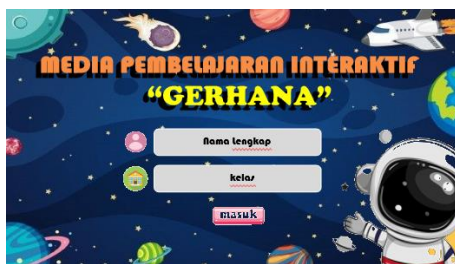 MEDIA PEMBELAJARAN INTERAKTIF
“GERHANA”
Nama Lengkap
kelas
masuk